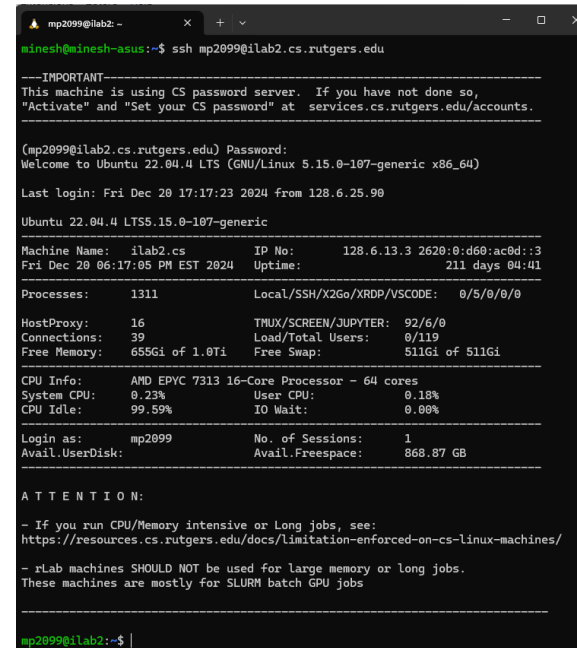 mp2099@ilab2: ~
minesh@minesh-asus:~$ ssh mp2099@ilab2.cs.rutgers.edu
---IMPORTANT---------------------------------------------------------------
This machine is using CS password server.  If you have not done so,
"Activate" and "Set your CS password" at  services.cs.rutgers.edu/accounts.
---------------------------------------------------------------------------
(mp2099@ilab2.cs.rutgers.edu) Password:
Welcome to Ubuntu 22.04.4 LTS (GNU/Linux 5.15.0-107-generic x86_64)
Last login: Fri Dec 20 17:17:23 2024 from 128.6.25.90
Ubuntu 22.04.4 LTS5.15.0-107-generic
---------------------------------------------------------------------------
Machine Name:   ilab2.cs          IP No:       128.6.13.3 2620:0:d60:ac0d::3
Fri Dec 20 06:17:05 PM EST 2024   Uptime:                     211 days 04:41
---------------------------------------------------------------------------
Processes:      1311              Local/SSH/X2Go/XRDP/VSCODE:   0/5/0/0/0
HostProxy:      16                TMUX/SCREEN/JUPYTER:  92/6/0
Connections:    39                Load/Total Users:     0/119
Free Memory:    655Gi of 1.0Ti    Free Swap:            511Gi of 511Gi
---------------------------------------------------------------------------
CPU Info:       AMD EPYC 7313 16-Core Processor - 64 cores
System CPU:     0.23%             User CPU:             0.18%
CPU Idle:       99.59%            IO Wait:              0.00%
---------------------------------------------------------------------------
Login as:       mp2099            No. of Sessions:      1
Avail.UserDisk:                   Avail.Freespace:      868.87 GB
---------------------------------------------------------------------------
A T T E N T I O N:
- If you run CPU/Memory intensive or Long jobs, see:
https://resources.cs.rutgers.edu/docs/limitation-enforced-on-cs-linux-machines/
- rLab machines SHOULD NOT be used for large memory or long jobs.
These machines are mostly for SLURM batch GPU jobs
----------------------------------------------------------------------------
mp2099@ilab2:~$